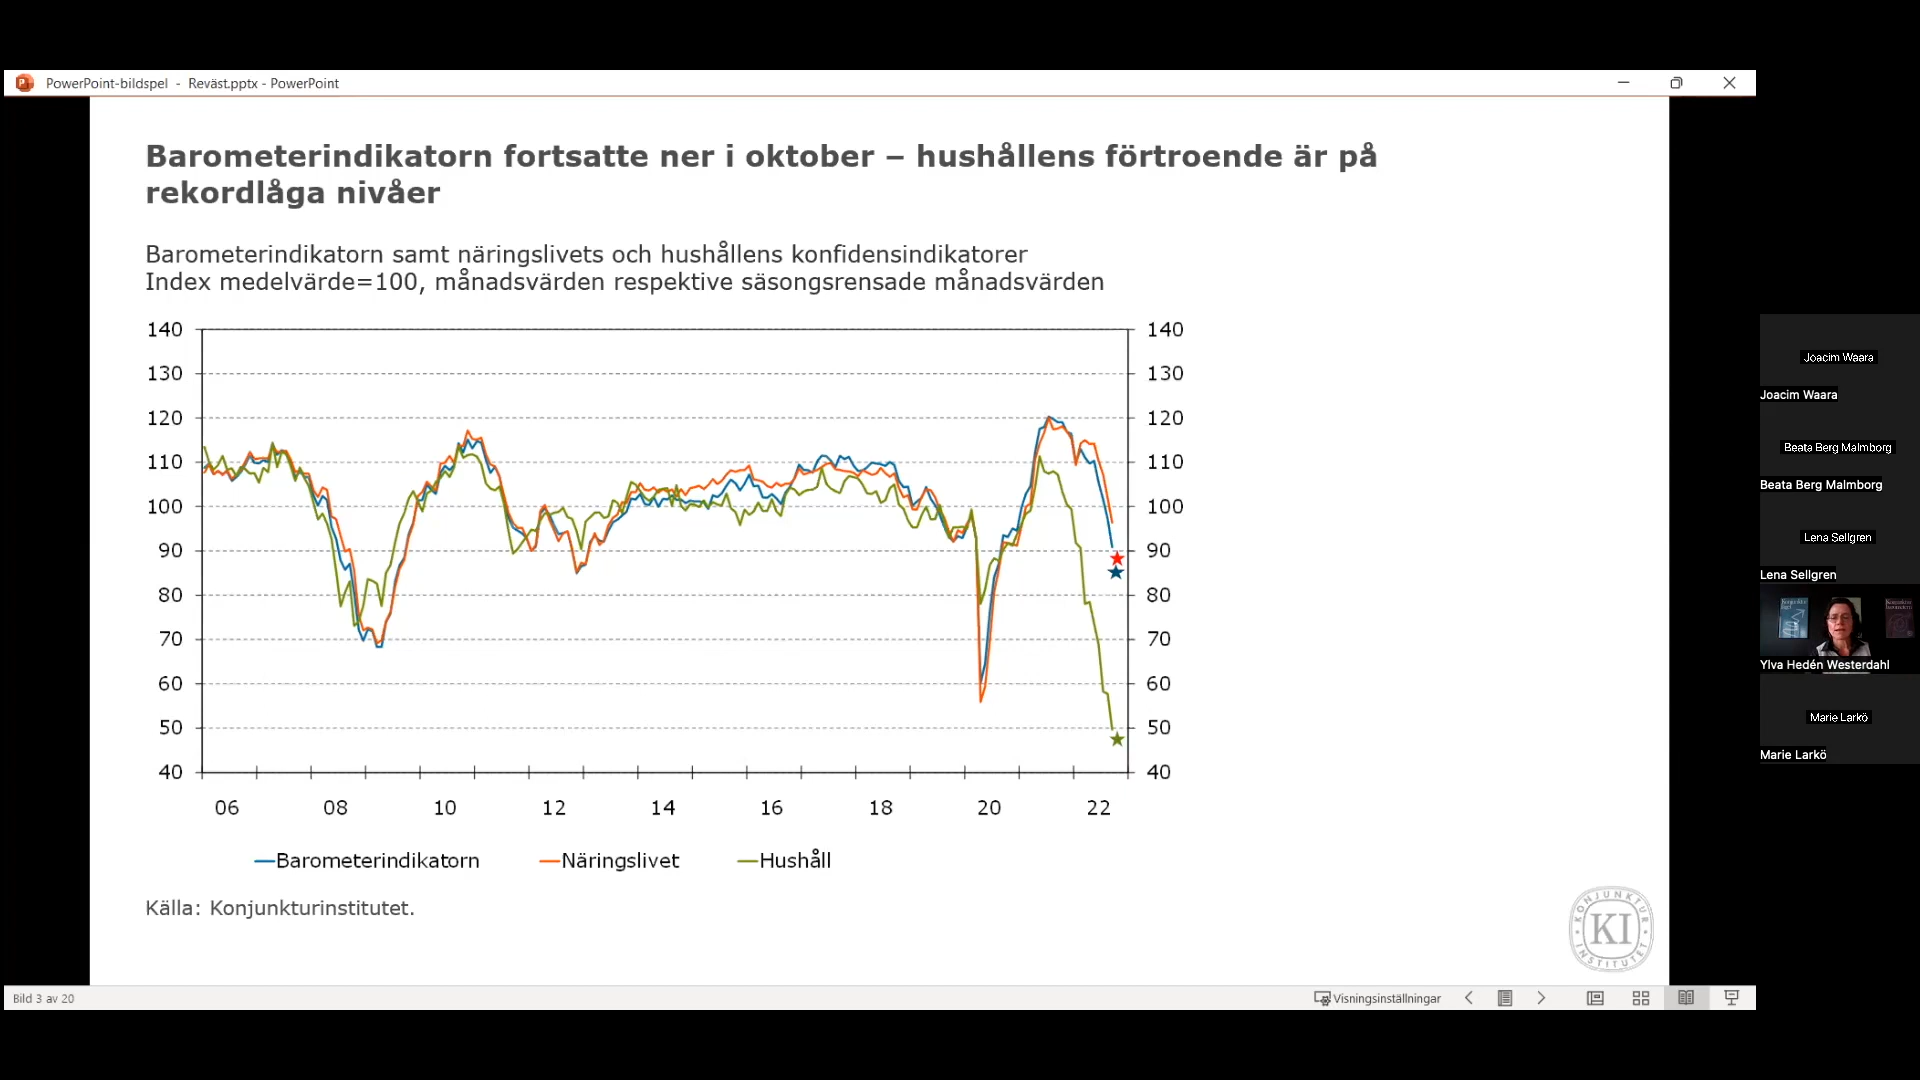 PowerPoint-bildspel - Reväst.pptx - PowerPoint
Barometerindikatorn fortsatte ner i oktober – hushållens förtroende är på
rekordlåga nivåer
Barometerindikatorn samt näringslivets och hushållens konfidensindikatorer
Index medelvärde=100, månadsvärden respektive säsongsrensade månadsvärden
140 140
130 130
120 120
110 110
100 100
90 90
80 80
70 70
60 60
50 50
40 40
06 08 10 12 14 16 18 20 22
Barometerindikatorn Näringslivet Hushåll
Källa: Konjunkturinstitutet.
KONJUNKTUR
KI
INSTITUTET
Bild 3 av 20
Visningsinställningar
Joacim Waara
Joacim Waara
Beata Berg Malmborg
Beata Berg Malmborg
Lena Sellgren
Lena Sellgren
Ylva Hedén Westerdahl
Marie Larkö
Marie Larkö